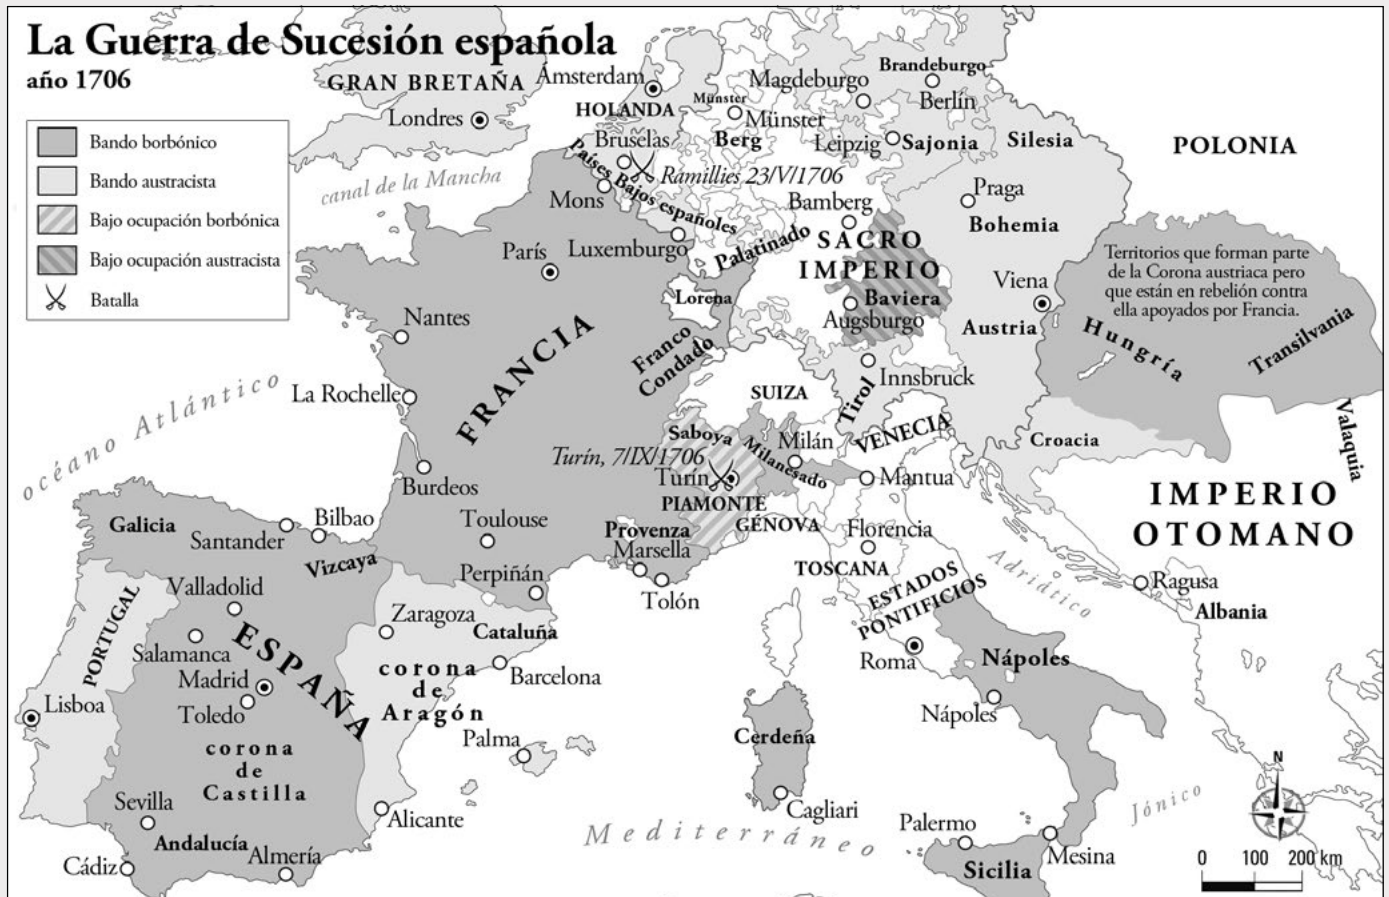 La Guerra de Sucesión española
año 1706
Bando borbónico
Bando austracista
Bajo ocupación borbónica
Bajo ocupación austracista
Batalla
GRAN BRETAÑA
Londres
Amsterdam
HOLANDA
Münster
Münster
Berg
Magdeburgo
Brandeburgo
Berlín
Leipzig
Sajonia
Silesia
POLONIA
canal de la Mancha
Bruselas
Ramillies 23/V/1706
Países Bajos españoles
Mons
Luxemburgo
Palatinado
Bamberg
Praga
Bohemia
SACRO
IMPERIO
Baviera
Augsburgo
Viena
Austria
Territorios que forman parte
de la Corona austriaca pero
que están en rebelión contra
ella apoyados por Francia.
Hungría
Transilvania
Valaquia
París
Lorena
Nantes
Franco
Condado
FRANCIA
La Rochelle
océano Atlántico
SUIZA
Innsbruck
Tirol
Croacia
Saboya
Milán
Milanesado
VENECIA
Turín, 7/IX/1706
Turín
Mantua
PIAMONTE
GÉNOVA
Burdeos
Toulouse
Provenza
Marsella
Tolón
Perpiñán
Florencia
TOSCANA
ESTADOS
PONTIFICIOS
Roma
Adriático
IMPERIO
OTOMANO
Ragusa
Albania
Galicia
Santander
Bilbao
Vizcaya
Valladolid
PORTUGAL
Salamanca
ESPAÑA
Madrid
Toledo
Lisboa
Zaragoza
Cataluña
Barcelona
corona
de
Aragón
Palma
corona
de
Castilla
Sevilla
Andalucía
Cádiz
Almería
Alicante
Cerdeña
Cagliari
Mediterráneo
Nápoles
Nápoles
Palermo
Mesina
Sicilia
Jónico
N
0 100 200 km